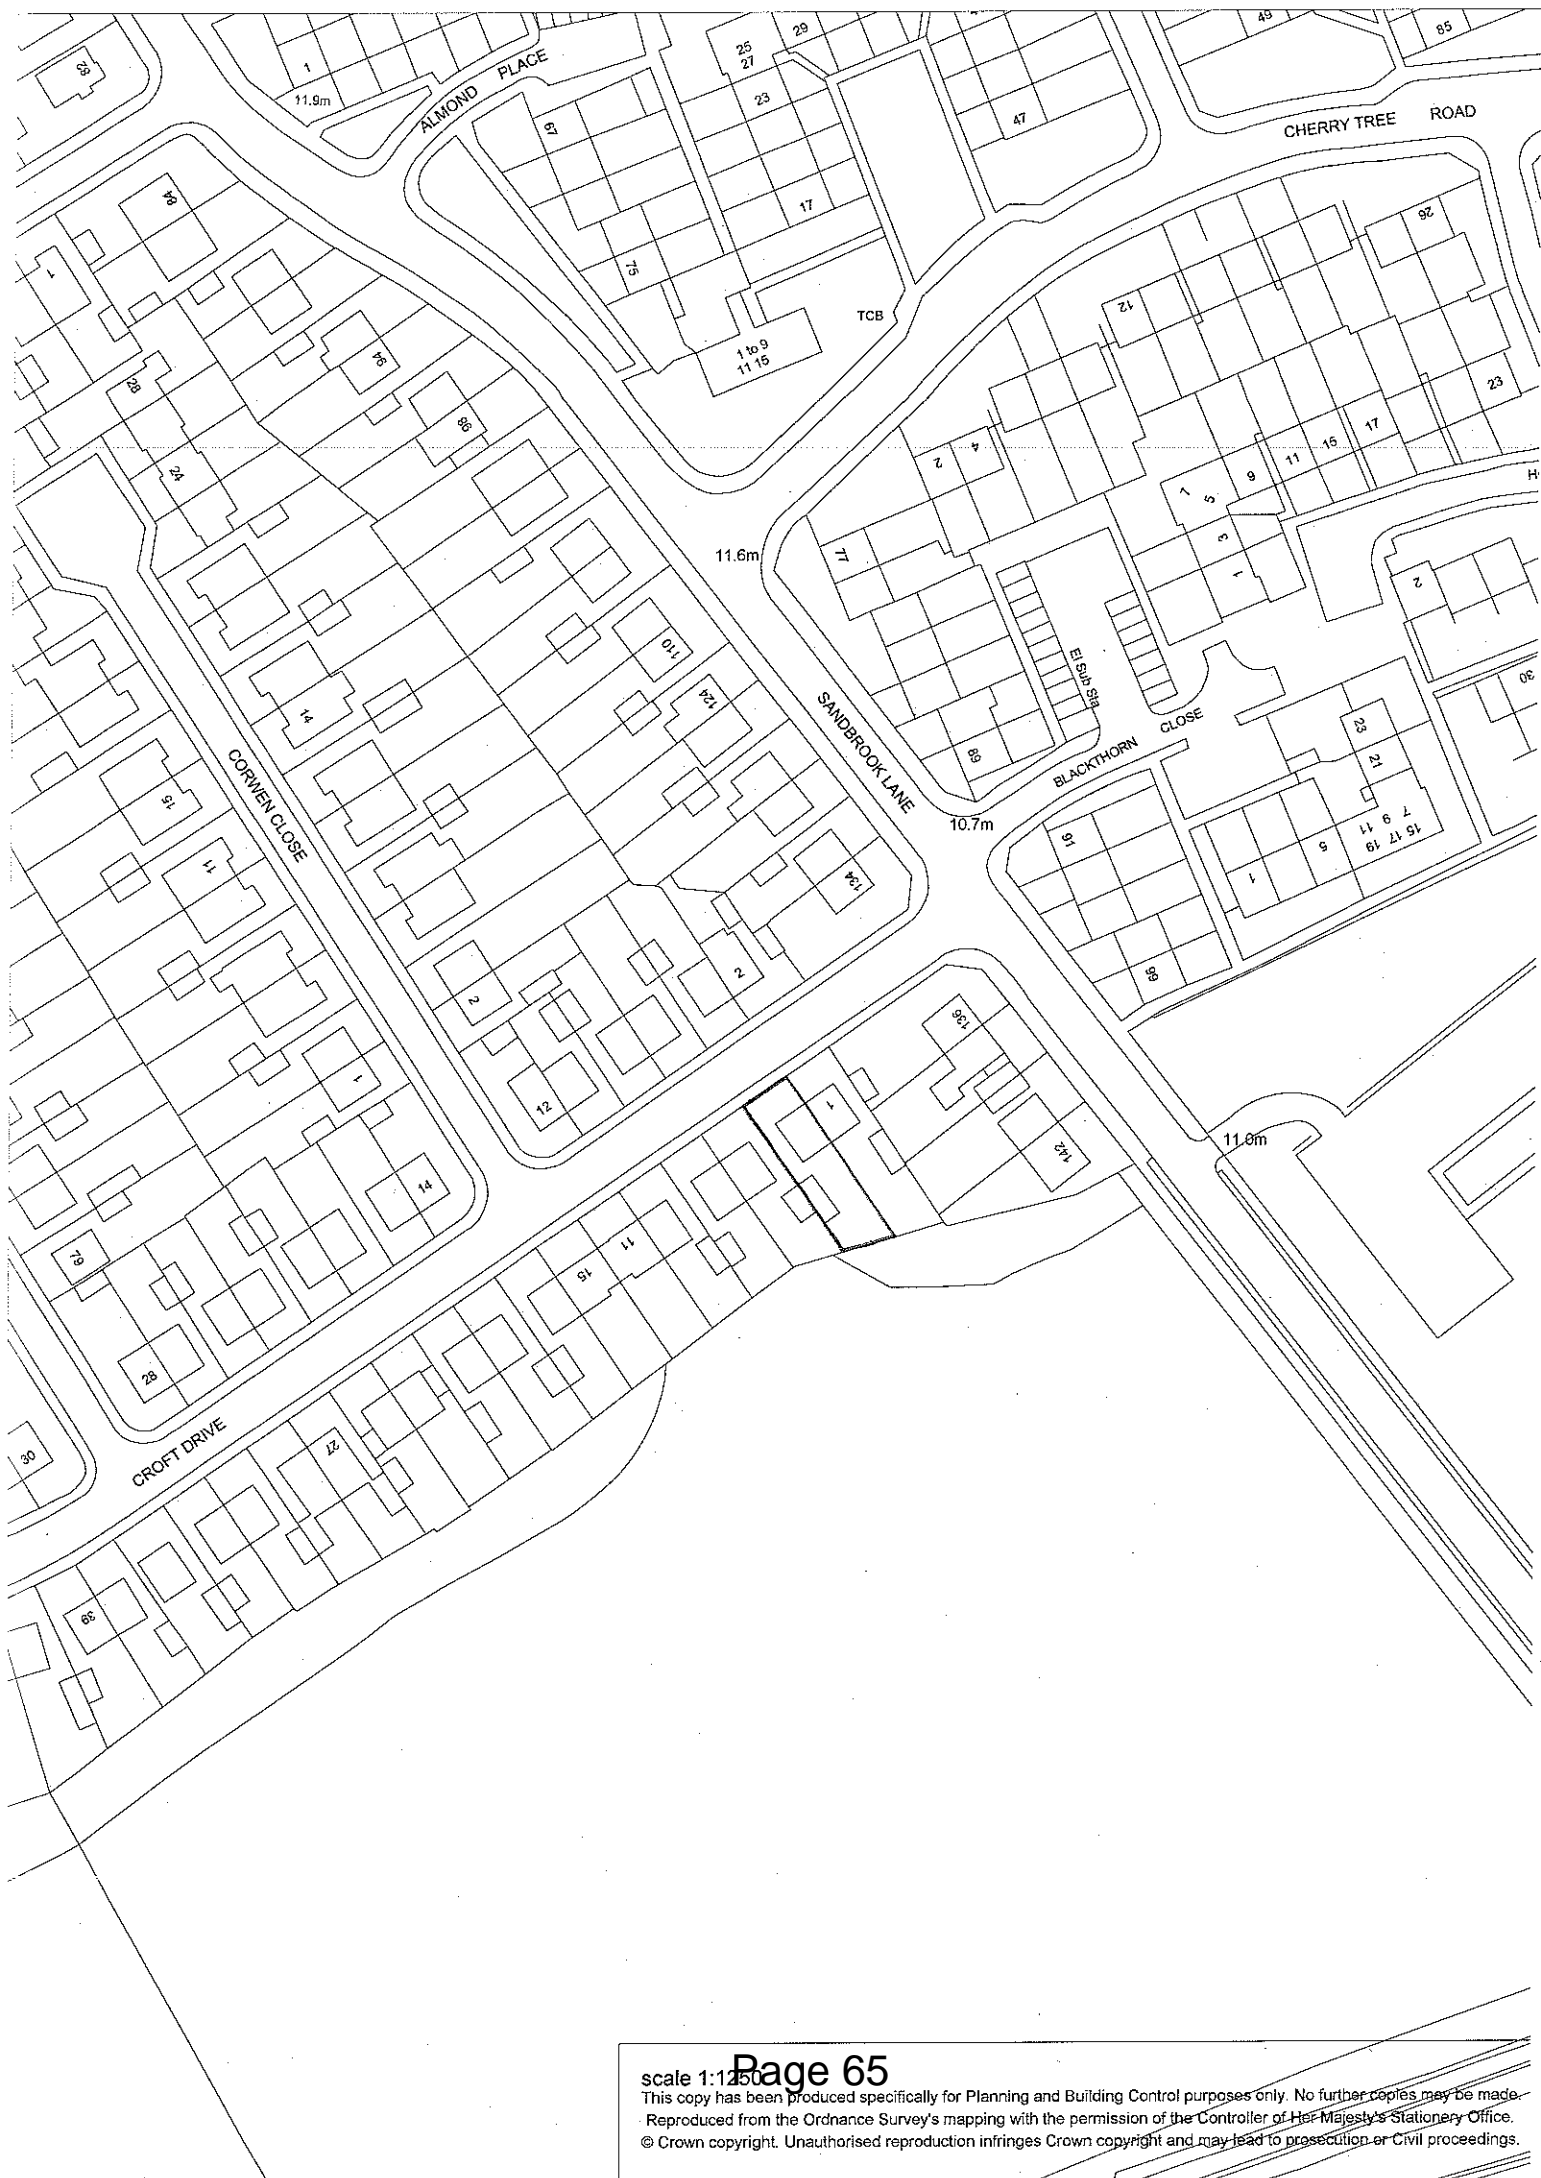 49
85
29
25
27
83
1
PLACE
11.9m
ALMOND
23
67
47
CHERRY TREE ROAD
84
17
26
1
75
12
TCB
1 to 9
11 15
94
28
23
98
17
4
2
15
11
24
9
7
5
77
11.6m
3
1
2
110
El Sub Sta
124
30
14
SANDBROOK LANE
CLOSE
23
BLACKTHORN
69
21
CORWEN CLOSE
15
10.7m
91
7 9 11
15 17 19
5
11
134
1
2
2
99
136
1
12
1
11.0m
142
14
79
11
15
28
27
30
CROFT DRIVE
39
Page 65
scale 1:1250
This copy has been produced specifically for Planning and Building Control purposes only. No further copies may be made.
Reproduced from the Ordnance Survey's mapping with the permission of the Controller of Her Majesty's Stationery Office.
© Crown copyright. Unauthorised reproduction infringes Crown copyright and may lead to prosecution or Civil proceedings.